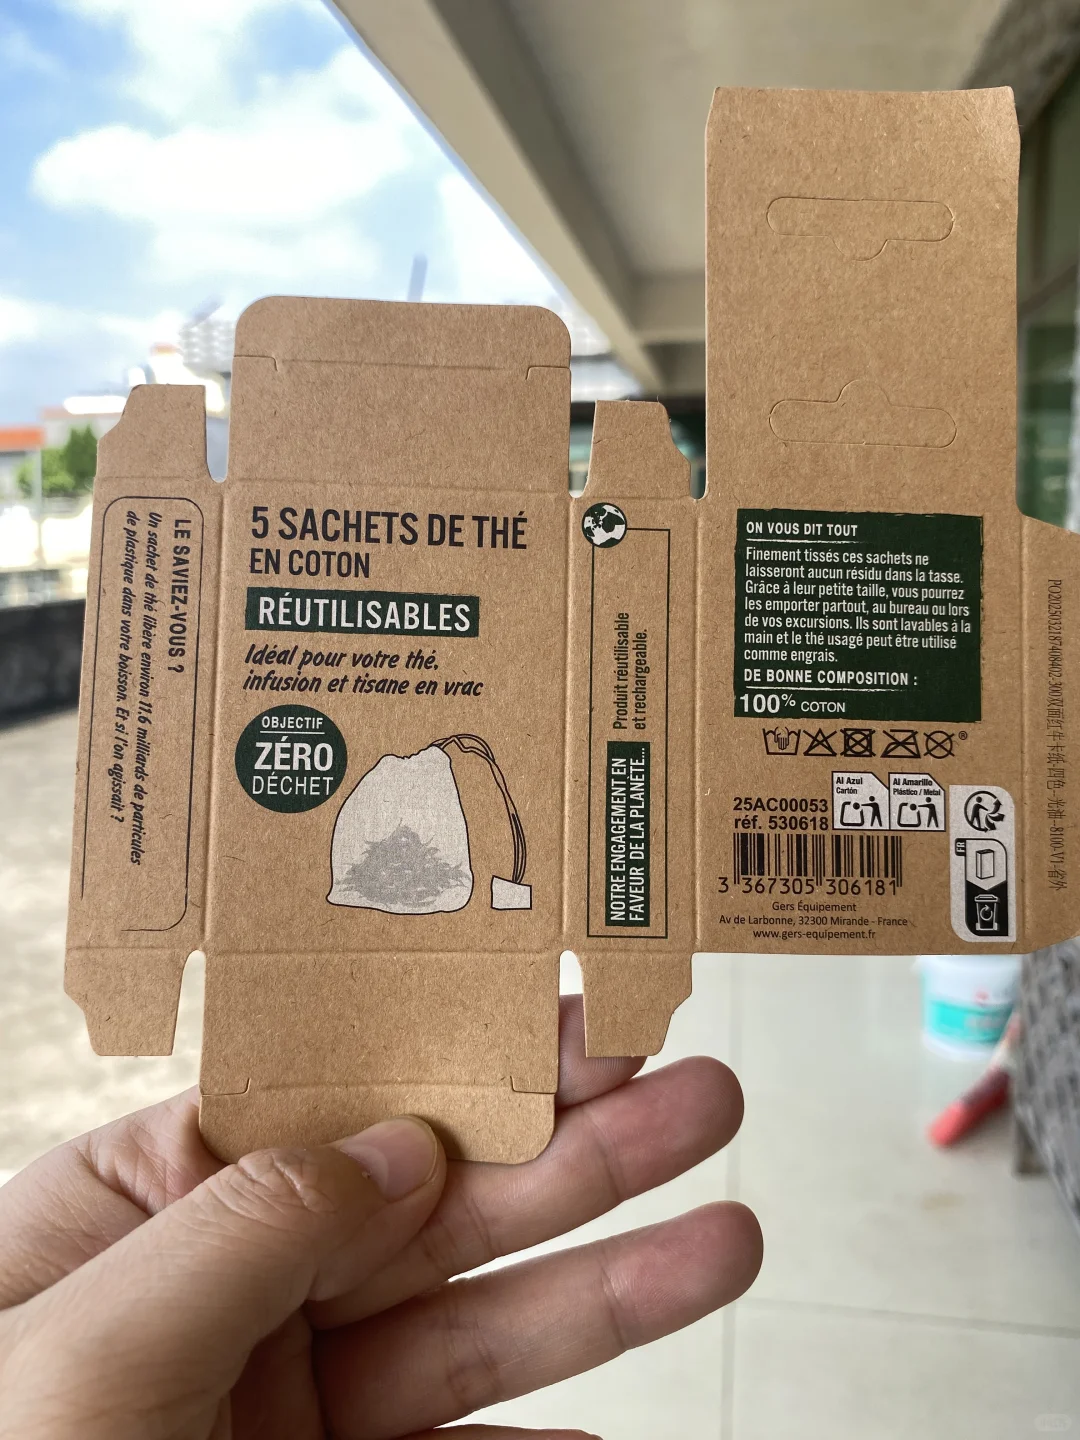 LE SAVIEZ-VOUS ?
Un sachet de thé libère environ 11,6 milliards de particules
de plastique dans votre boisson. Et si l'on agissait ?
5 SACHETS DE THÉ
EN COTON
RÉUTILISABLES
Idéal pour votre thé,
infusion et tisane en vrac
OBJECTIF
ZÉRO
DÉCHET
NOTRE ENGAGEMENT EN
FAVEUR DE LA PLANÈTE...
Produit réutilisable
et rechargeable.
ON VOUS DIT TOUT
Finement tissés ces sachets ne
laisseront aucun résidu dans la tasse.
Grâce à leur petite taille, vous pourrez
les emporter partout, au bureau ou lors
de vos excursions. Ils sont lavables à la
main et le thé usagé peut être utilisé
comme engrais.
DE BONNE COMPOSITION :
100% COTON
®
25AC00053
réf. 530618
Al Azul
Cartón
Al Amarillo
Plástico / Metal
FR
3 367305 306181
Gers Équipement
Av de Larbonne, 32300 Mirande - France
www.gers-equipement.fr